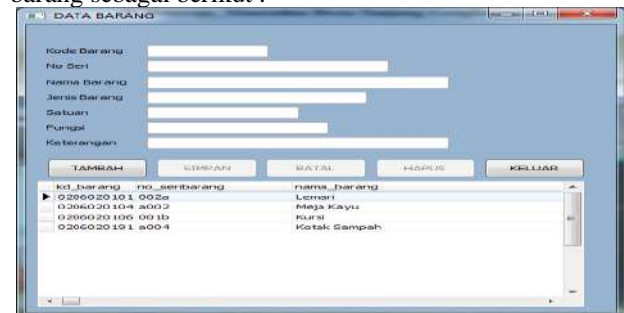 barang sebagai berikut :
DATA BARANG
Kode Barang
No Seri
Nama Barang
Jenis Barang
Satuan
Fungsi
Keterangan
TAMBAH SIMPAN BATAL HAPUS KELUAR
kd_barang no_seribarang nama_barang
0206020101 002a Lemari
0206020104 a002 Meja Kayu
0206020106 001b Kursi
0206020191 a004 Kotak Sampah